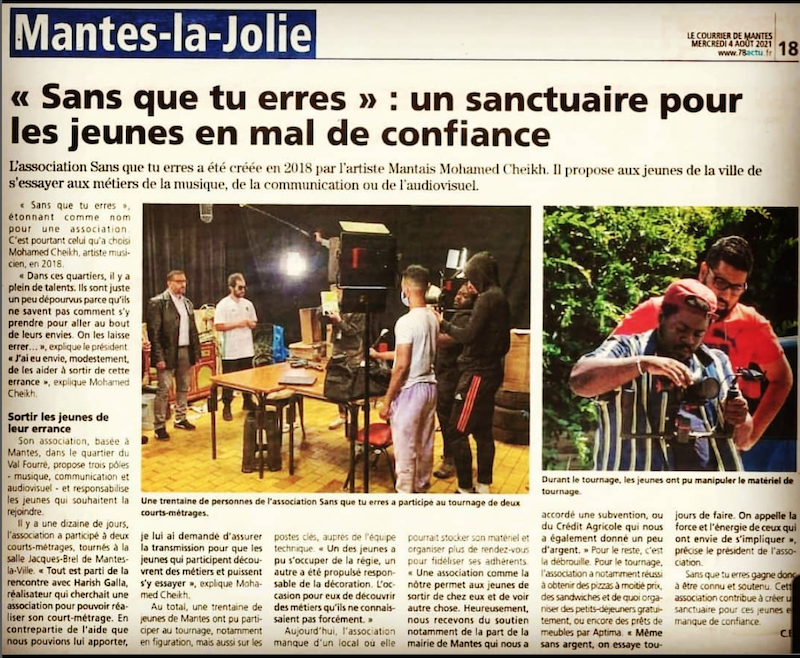 Mantes-la-Jolie
LE COURRIER DE MANTES
MERCREDI 4 AOÛT 2021
www.78actu.fr
18
« Sans que tu erres » : un sanctuaire pour
les jeunes en mal de confiance
L'association Sans que tu erres a été créée en 2018 par l'artiste Mantais Mohamed Cheikh. Il propose aux jeunes de la ville de
s'essayer aux métiers de la musique, de la communication ou de l'audiovisuel.
« Sans que tu erres »,
étonnant comme nom
pour une association.
C'est pourtant celui qu'a choisi
Mohamed Cheikh, artiste musi-
cien, en 2018.
« Dans ces quartiers, il y a
plein de talents. Ils sont juste
un peu dépourvus parce qu'ils
ne savent pas comment s'y
prendre pour aller au bout
de leurs envies. On les laisse
errer… », explique le président.
« J'ai eu envie, modestement,
de les aider à sortir de cette
errance », explique Mohamed
Cheikh.
Sortir les jeunes de
leur errance
Son association, basée à
Mantes, dans le quartier du
Val Fourré, propose trois pôles
- musique, communication et
audiovisuel - et responsabilise
les jeunes qui souhaitent la
rejoindre.
Il y a une dizaine de jours,
l'association a participé à deux
courts-métrages, tournés à la
salle Jacques-Brel de Mantes-
la-Ville. « Tout est parti de la
rencontre avec Harish Galla,
réalisateur qui cherchait une
association pour pouvoir réa-
liser son court-métrage. En
contrepartie de l'aide que
nous pouvions lui apporter,
Une trentaine de personnes de l'association Sans que tu erres a participé au tournage de deux
courts-métrages.
Durant le tournage, les jeunes ont pu manipuler le matériel de
tournage.
je lui ai demandé d'assurer
la transmission pour que les
jeunes qui participent décou-
vrent des métiers et puissent
s'y essayer », explique Moha-
med Cheikh.
Au total, une trentaine de
jeunes de Mantes ont pu par-
ticiper au tournage, notamment
en figuration, mais aussi sur les
postes clés, auprès de l'équipe
technique. « Un des jeunes a
pu s'occuper de la régie, un
autre a été propulsé respon-
sable de la décoration. L'oc-
casion pour eux de découvrir
des métiers qu'ils ne connais-
saient pas forcément. »
Aujourd'hui, l'association
manque d'un local où elle
pourrait stocker son matériel et
organiser plus de rendez-vous
pour fidéliser ses adhérents.
« Une association comme la
nôtre permet aux jeunes de
sortir de chez eux et de voir
autre chose. Heureusement,
nous recevons du soutien
notamment de la part de la
mairie de Mantes qui nous a
accordé une subvention, ou
du Crédit Agricole qui nous
a également donné un peu
d'argent. » Pour le reste, c'est
la débrouille. Pour le tournage,
l'association a notamment réussi
à obtenir des pizzas à moitié prix,
des sandwiches et de quoi orga-
niser des petits-déjeuners gratuit-
tement, ou encore des prêts de
meubles par Aptima. « Même
sans argent, on essaye tou-
jours de faire. On appelle la
force et l'énergie de ceux qui
ont envie de s'impliquer »,
précise le président de l'associa-
tion.
Sans que tu erres gagne donc
à être connu et soutenu. Cette
association contribue à créer un
sanctuaire pour ces jeunes en
manque de confiance.